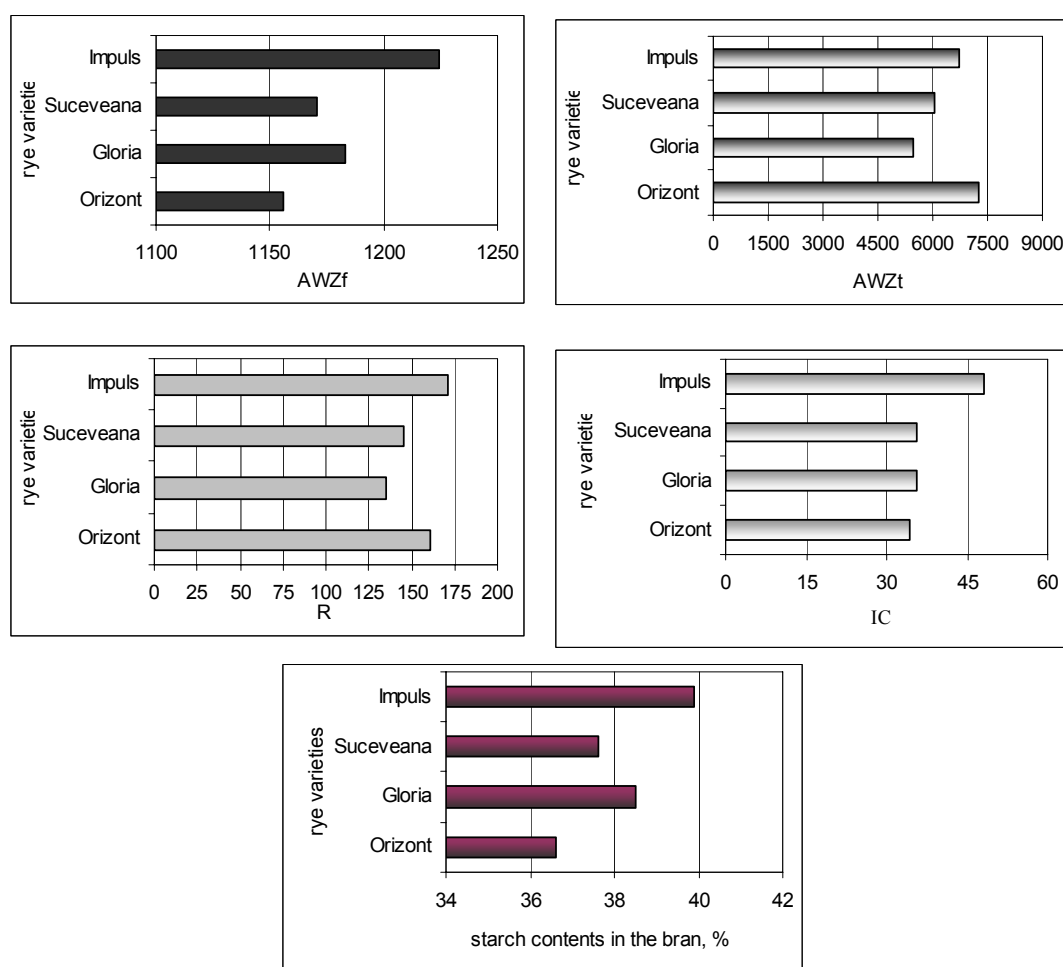 rye varietie
Impuls
Suceveana
Gloria
Orizont
1100 1150 1200 1250
AWZf
rye varietie
Impuls
Suceveana
Gloria
Orizont
0 1500 3000 4500 6000 7500 9000
AWZt
rye varietie
Impuls
Suceveana
Gloria
Orizont
0 25 50 75 100 125 150 175 200
R
rye varietie
Impuls
Suceveana
Gloria
Orizont
0 15 30 45 60
IC
rye varieties
Impuls
Suceveana
Gloria
Orizont
34 36 38 40 42
starch contents in the bran, %